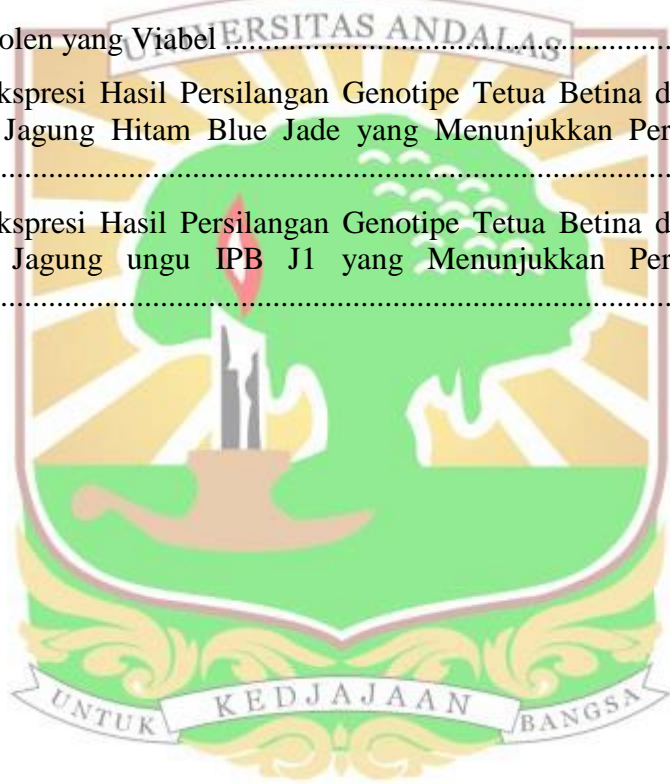 olen yang Viabel ................................................................
UNIVERSITAS ANDALAS
kspresi Hasil Persilangan Genotipe Tetua Betina d
Jagung Hitam Blue Jade yang Menunjukkan Per
................................................................................
kspresi Hasil Persilangan Genotipe Tetua Betina d
Jagung ungu IPB J1 yang Menunjukkan Per
................................................................................
UNTUK KEDJAJAAN BANGSA